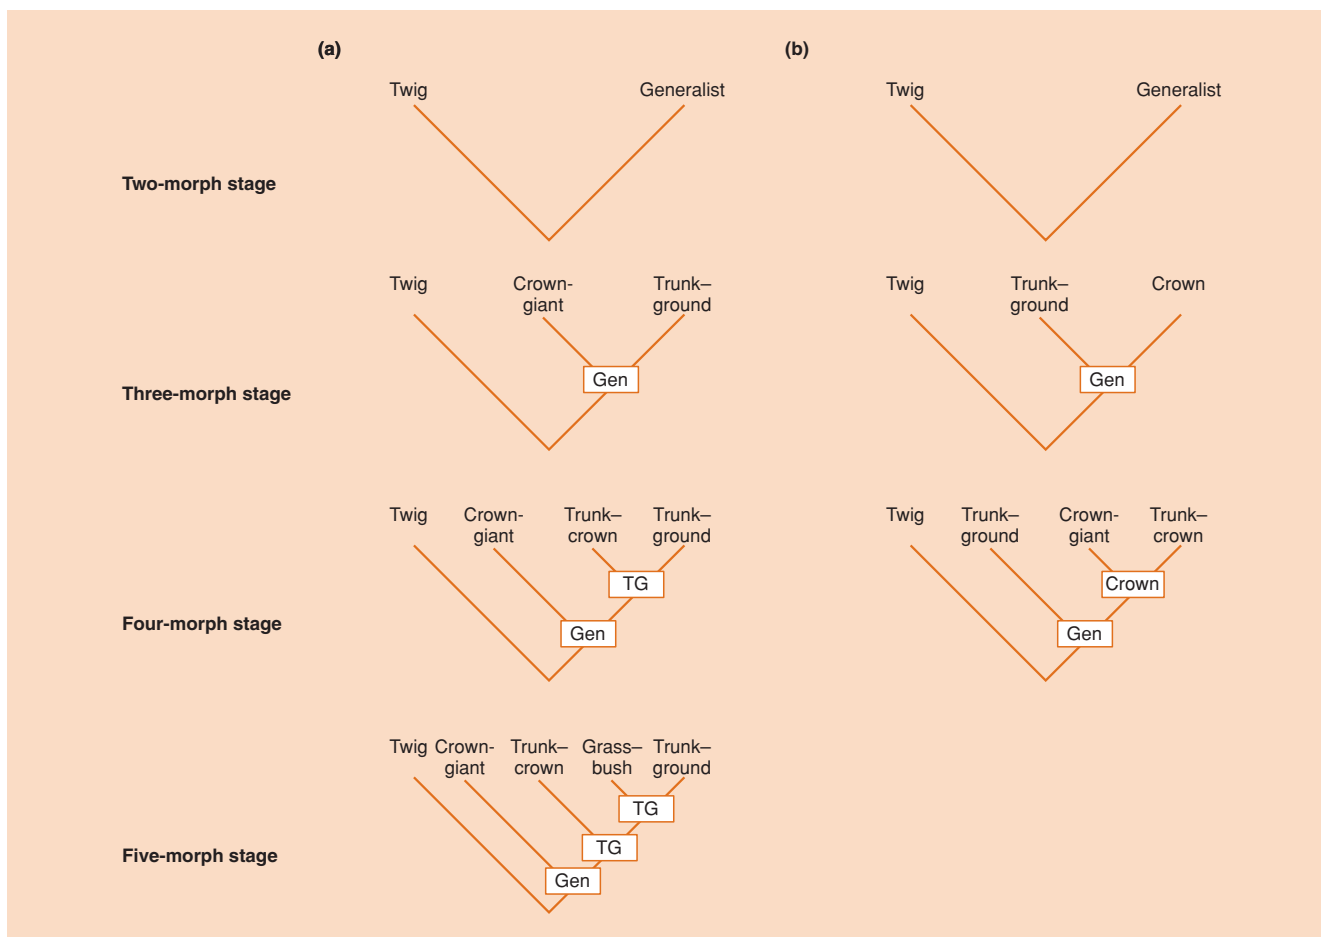 (a)
(b)
Twig
Generalist
Twig
Generalist
Two-morph stage
Twig
Crown-
giant
Trunk–
ground
Twig
Trunk–
ground
Crown
Gen
Gen
Three-morph stage
Twig
Crown-
giant
Trunk–
crown
Trunk–
ground
Twig
Trunk–
ground
Crown-
giant
Trunk–
crown
TG
Crown
Gen
Gen
Four-morph stage
Twig
Crown-
giant
Trunk–
crown
Grass–
bush
Trunk–
ground
TG
TG
Gen
Five-morph stage